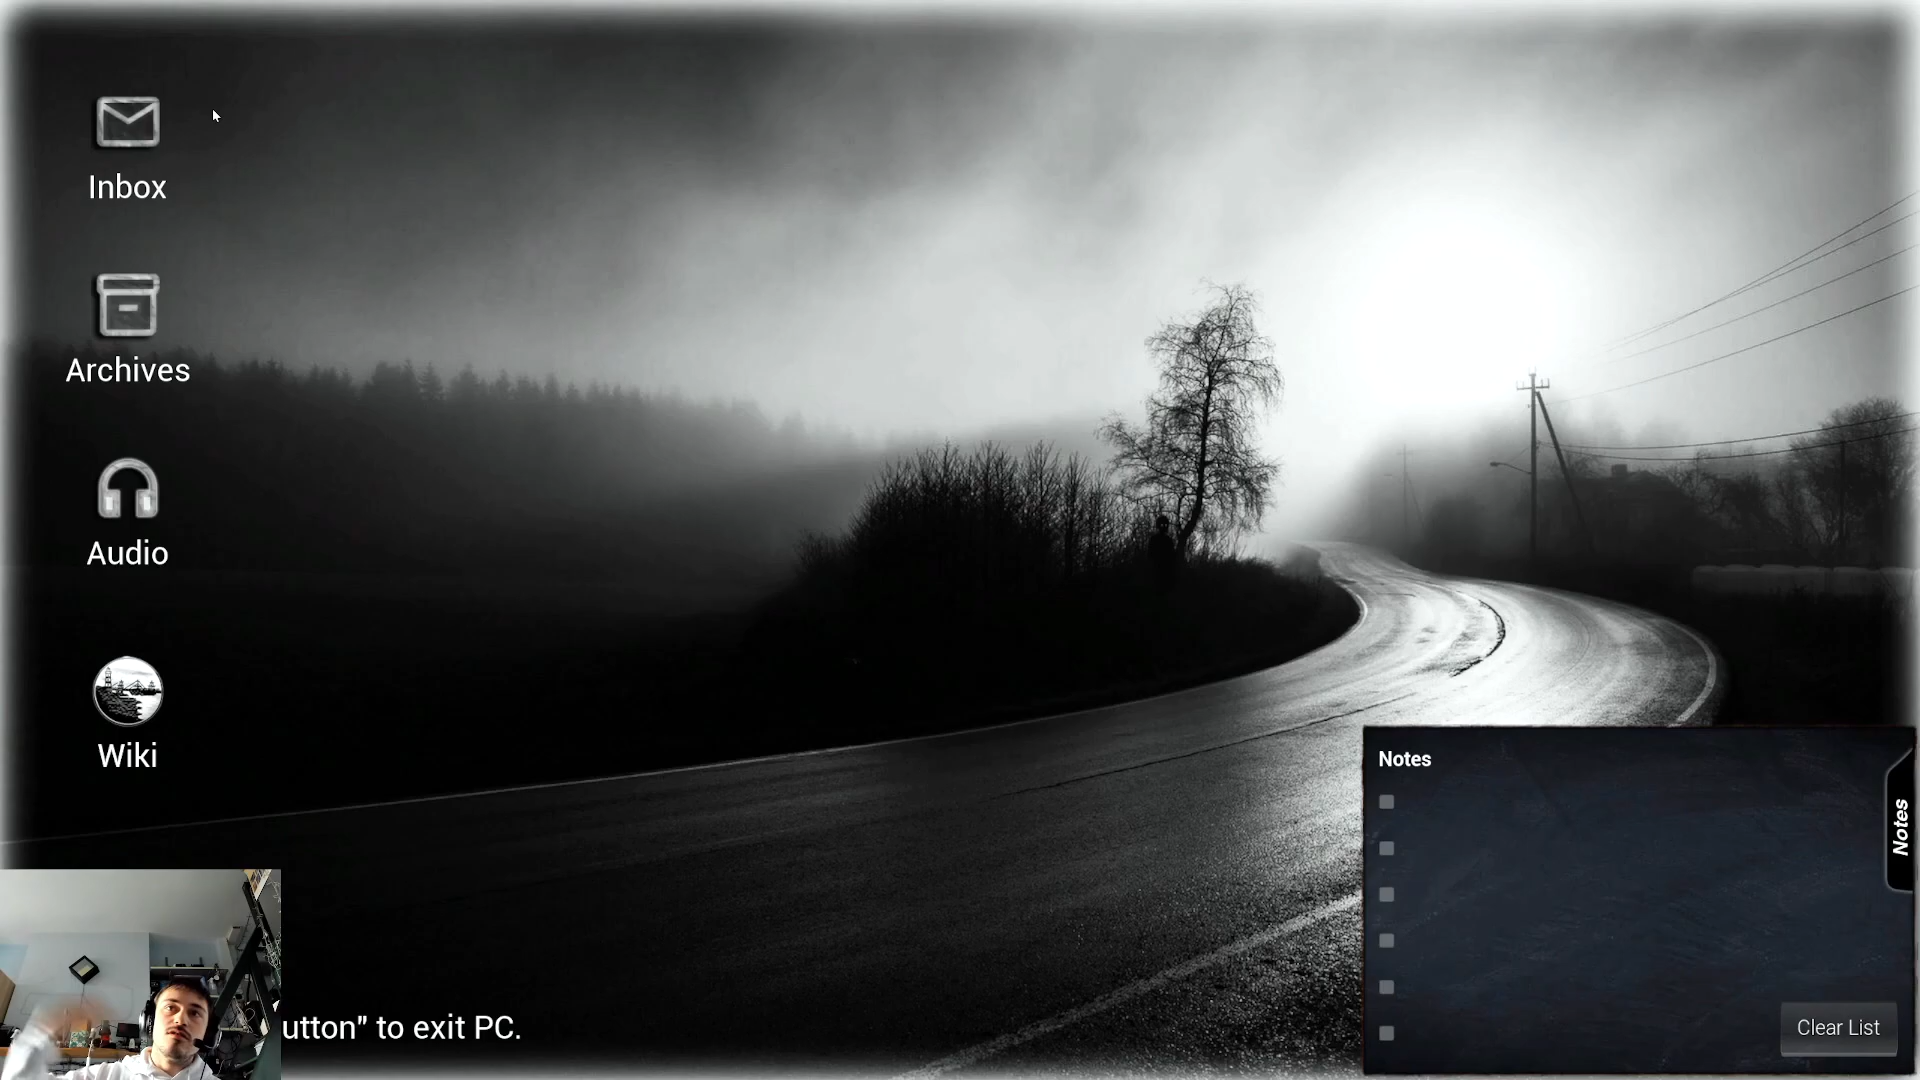 Inbox
Archives
Audio
Wiki
Notes
Notes
Clear List
utton" to exit PC.